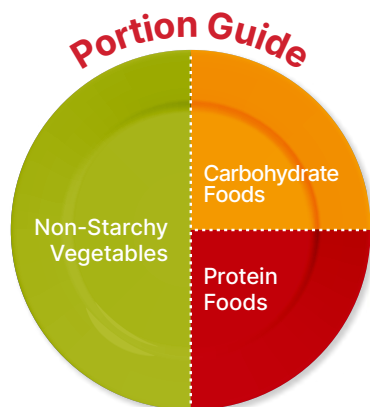 Portion Guide
Non-Starchy
Vegetables
Carbohydrate
Foods
Protein
Foods